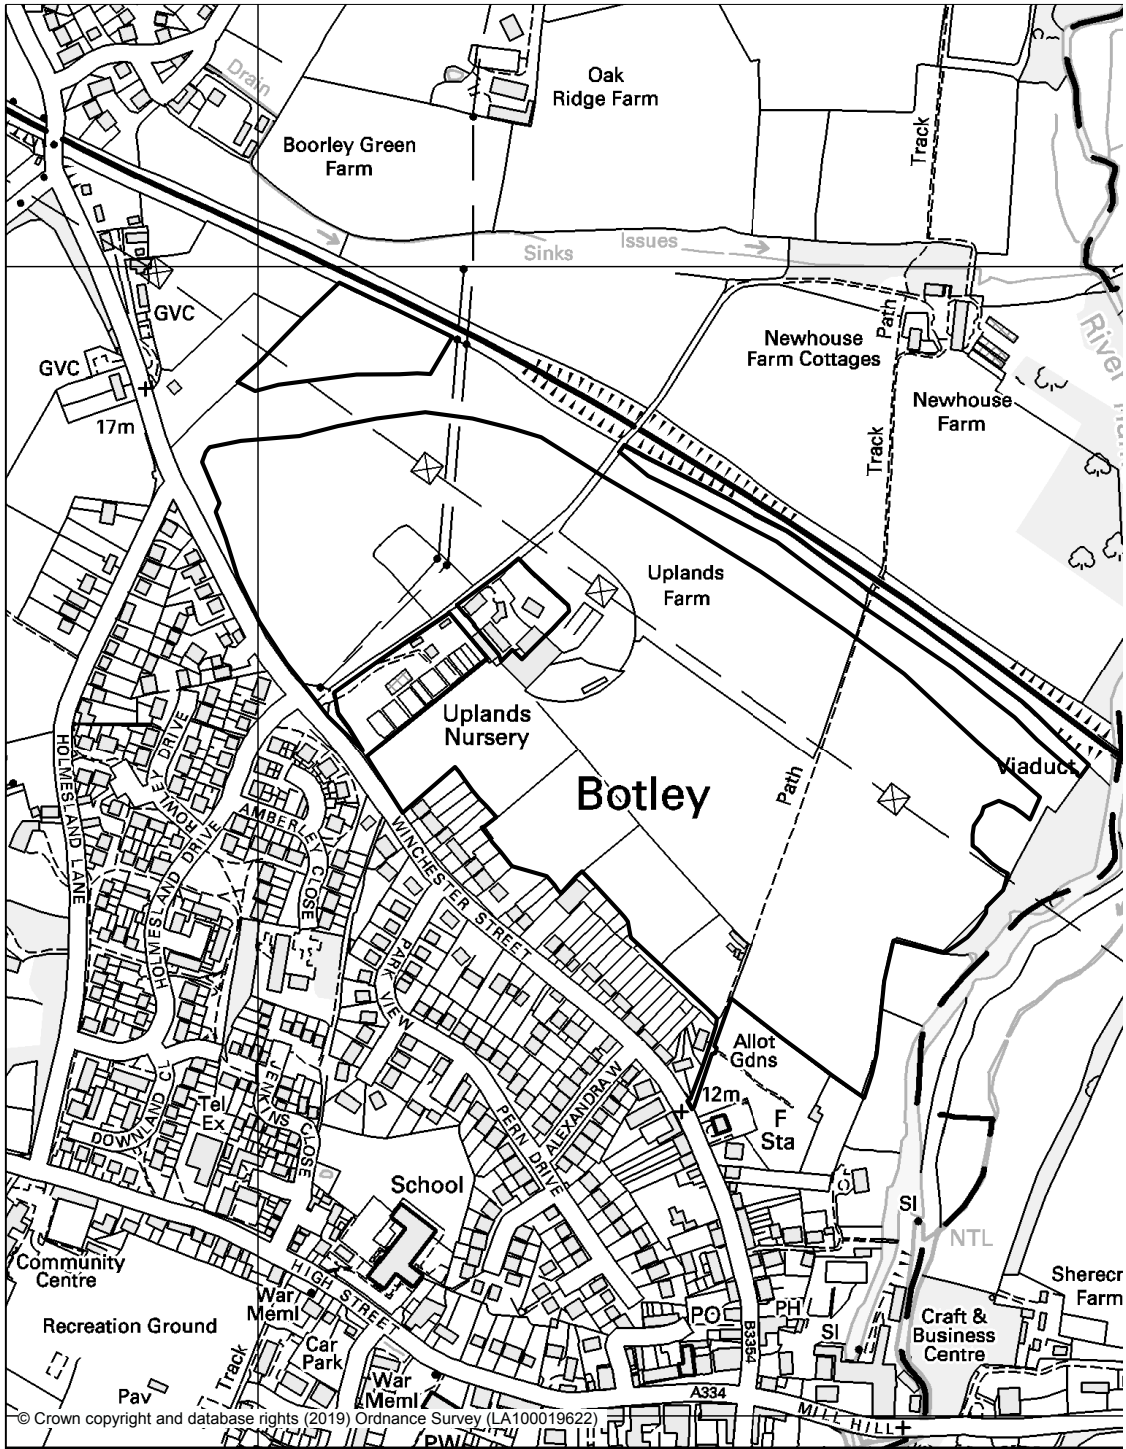 Oak
Ridge Farm
Drain
Boorley Green
Farm
Track
Sinks
Issues
GVC
GVC
17m
Newhouse
Farm Cottages
Path
Newhouse
Farm
River
Track
Uplands
Farm
Uplands
Nursery
Botley
Viaduct
Path
HOLMESLAND LANE
ROWLEY DRIVE
HOLMESLAND DRIVE
AMBERLEY CLOSE
WINCHESTER STREET
PARK VIEW
Allot
Gdns
12m
F
Sta
Tel
Ex
DOWNLAND CL
JENKINS CLOSE
PERN DRIVE
ALEXANDRA W
School
SI
NTL
Community
Centre
HIGH STREET
War
Meml
Recreation Ground
Car
Park
Track
War
Meml
Pav
PO
PH
SI
B3354
Craft &
Business
Centre
Sherecr
Farm
A334
MILL HILL
PW
© Crown copyright and database rights (2019) Ordnance Survey (LA100019622)